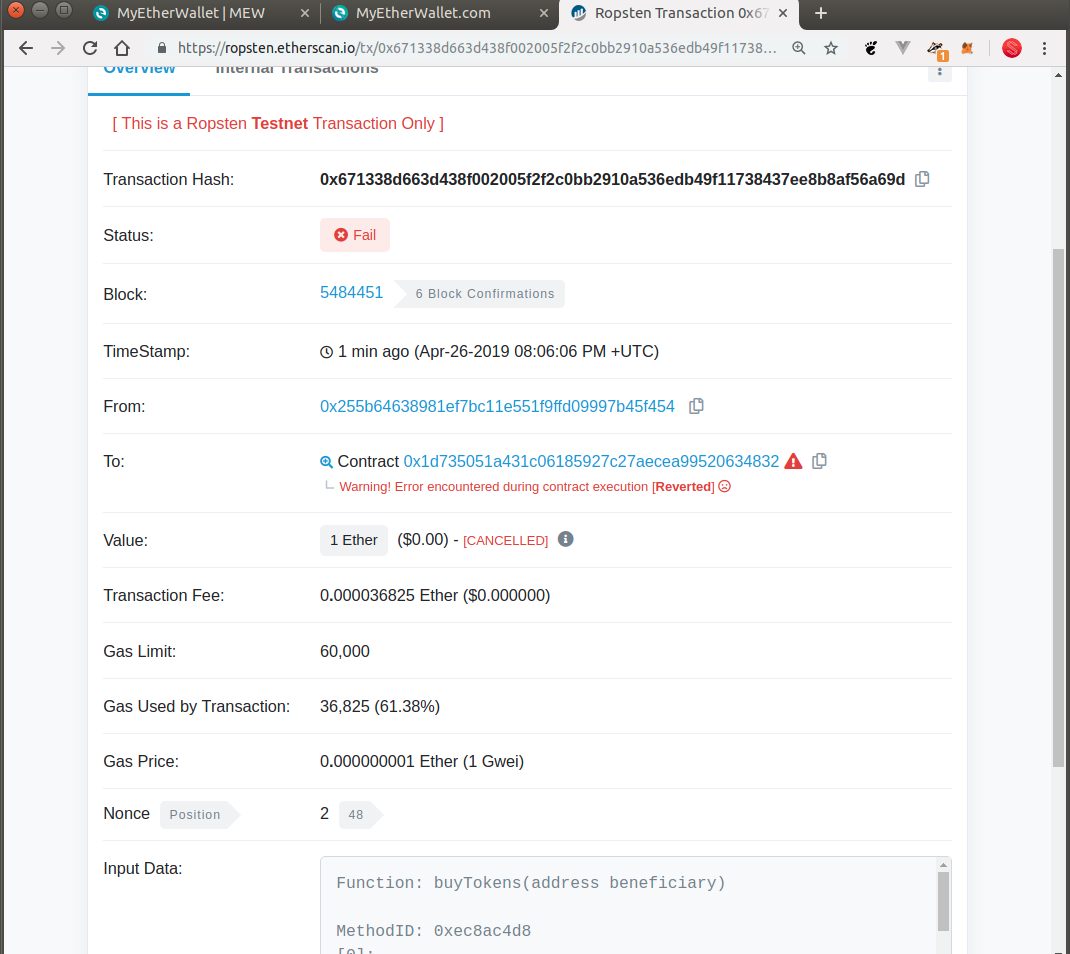 MyEtherWallet | MEW
MyEtherWallet.com
Ropsten Transaction 0x67
https://ropsten.etherscan.io/tx/0x671338d663d438f002005f2f2c0bb2910a536edb49f11738...
1
Overview
Internal Transactions
[ This is a Ropsten Testnet Transaction Only ]
Transaction Hash: 0x671338d663d438f002005f2f2c0bb2910a536edb49f11738437ee8b8af56a69d
Status: Fail
Block: 5484451 6 Block Confirmations
TimeStamp: 1 min ago (Apr-26-2019 08:06:06 PM +UTC)
From: 0x255b64638981ef7bc11e551f9ffd09997b45f454
To: Contract 0x1d735051a431c06185927c27aecea99520634832
Warning! Error encountered during contract execution [Reverted]
Value: 1 Ether ($0.00) - [CANCELLED]
Transaction Fee: 0.000036825 Ether ($0.000000)
Gas Limit: 60,000
Gas Used by Transaction: 36,825 (61.38%)
Gas Price: 0.000000001 Ether (1 Gwei)
Nonce Position 2 48
Input Data:
Function: buyTokens(address beneficiary)
MethodID: 0xec8ac4d8
[0]: